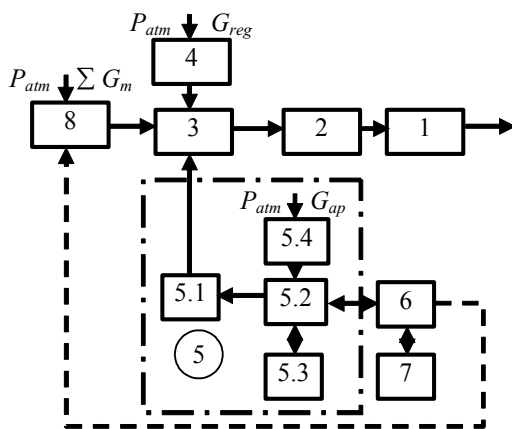 P_atm G_reg
4
P_atm ∑ G_m
8 3 2 1
P_atm G_ap
5.4
5.1 5.2 6
5 5.3 7